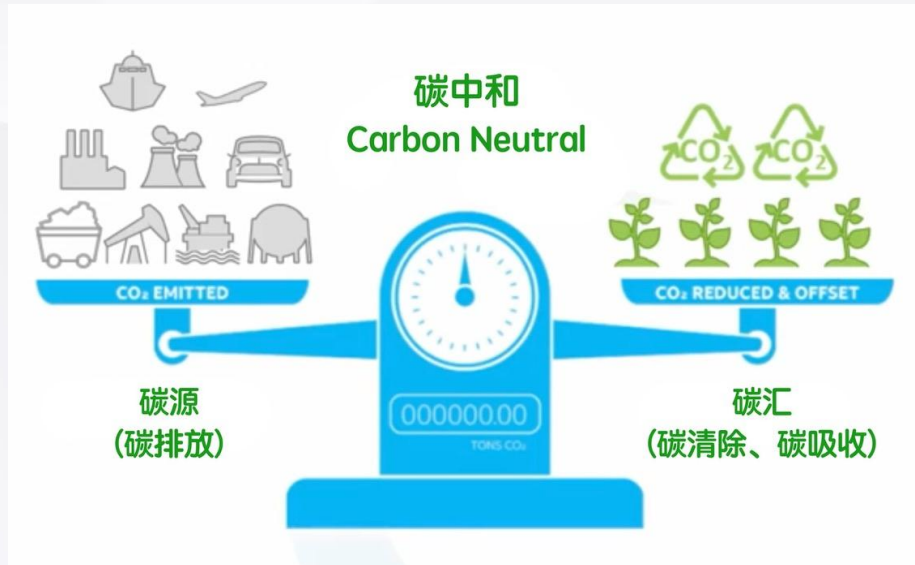 碳中和
Carbon Neutral
CO₂
CO₂
CO₂ EMITTED
CO₂ REDUCED & OFFSET
碳源
(碳排放)
000000.00
TONS CO₂
碳汇
(碳清除、碳吸收)